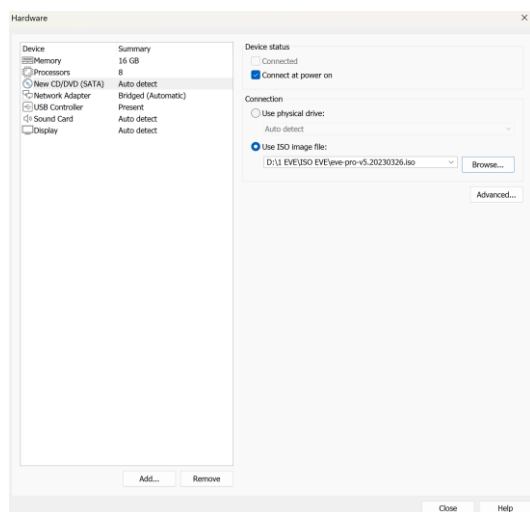 Hardware
Device Summary
Memory 16 GB
Processors 8
New CD/DVD (SATA) Auto detect
Network Adapter Bridged (Automatic)
USB Controller Present
Sound Card Auto detect
Display Auto detect
Add... Remove
Device status
Connected
Connect at power on
Connection
Use physical drive:
Auto detect
Use ISO image file:
D:\1 EVE\ISO EVE\eve-pro-v5.20230326.iso
Browse...
Advanced...
Close Help